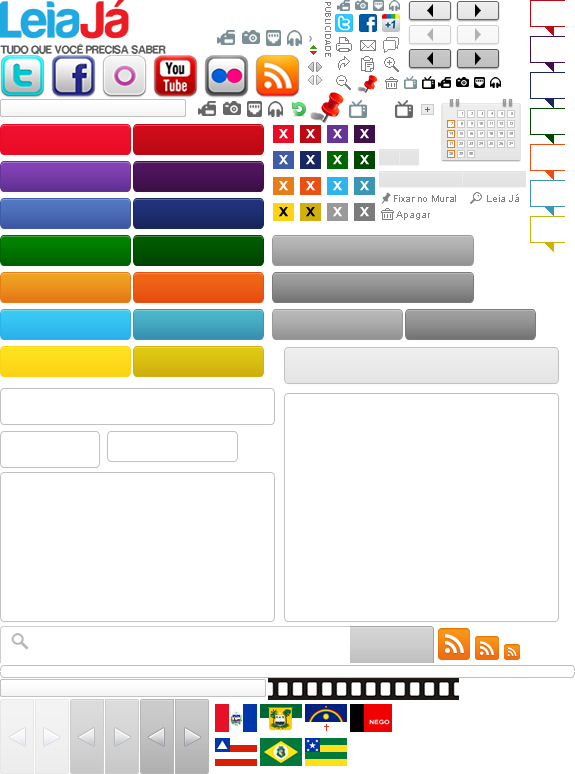 LeiaJá
TUDO QUE VOCÊ PRECISA SABER
PUBLICIDADE
f
+1
t
f
You
Tube
X X X X
X X X X
X X X X
X X X X
Fixar no Mural
Leia Já
Apagar
NEGO